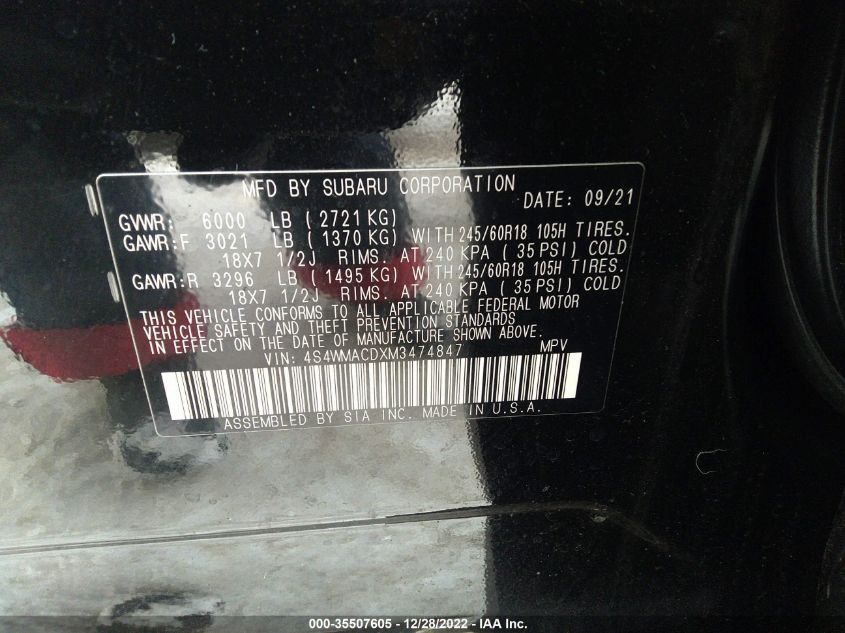 MFD BY SUBARU CORPORATION
DATE: 09/21
GVWR: 6000 LB ( 2721 KG)
GAWR:F 3021 LB ( 1370 KG) WITH 245/60R18 105H TIRES.
18X7 1/2J RIMS. AT 240 KPA ( 35 PSI) COLD
GAWR:R 3296 LB ( 1495 KG) WITH 245/60R18 105H TIRES.
18X7 1/2J RIMS. AT 240 KPA ( 35 PSI) COLD
THIS VEHICLE CONFORMS TO ALL APPLICABLE FEDERAL MOTOR
VEHICLE SAFETY AND THEFT PREVENTION STANDARDS
IN EFFECT ON THE DATE OF MANUFACTURE SHOWN ABOVE.
VIN: 4S4WMACDXM3474847 MPV
ASSEMBLED BY SIA INC. MADE IN U.S.A.
000-35507605 - 12/28/2022 - IAA Inc.